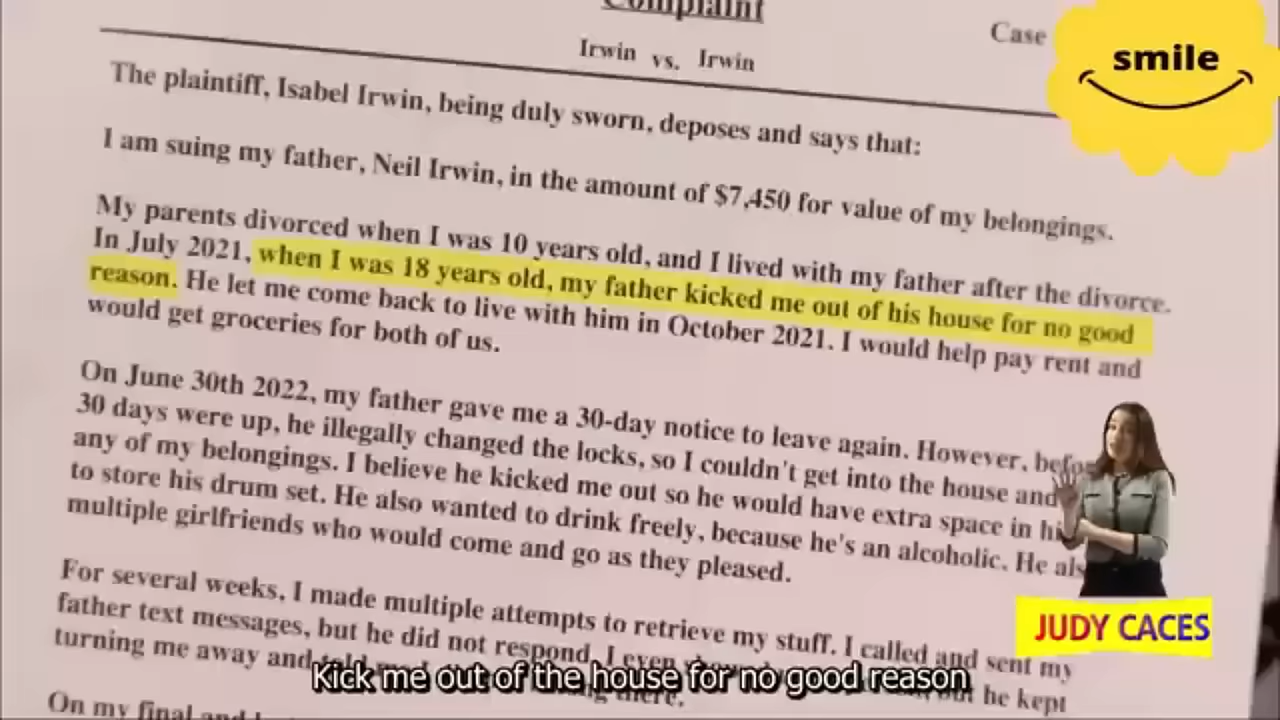 Complaint
Case
smile
Irwin vs. Irwin
The plaintiff, Isabel Irwin, being duly sworn, deposes and says that:
I am suing my father, Neil Irwin, in the amount of $7,450 for value of my belongings.
My parents divorced when I was 10 years old, and I lived with my father after the divorce.
In July 2021, when I was 18 years old, my father kicked me out of his house for no good
reason. He let me come back to live with him in October 2021. I would help pay rent and
would get groceries for both of us.
On June 30th 2022, my father gave me a 30-day notice to leave again. However,
30 days were up, he illegally changed the locks, so I couldn't get into the house and
any of my belongings. I believe he kicked me out so he would have extra space in
to store his drum set. He also wanted to drink freely, because he's an alcoholic. He
multiple girlfriends who would come and go as they pleased.
For several weeks, I made multiple attempts to retrieve my stuff. I called and sent my
father text messages, but he did not respond. I even but he kept
turning me away and there.
On my final and
JUDY CACES
Kick me out of the house for no good reason